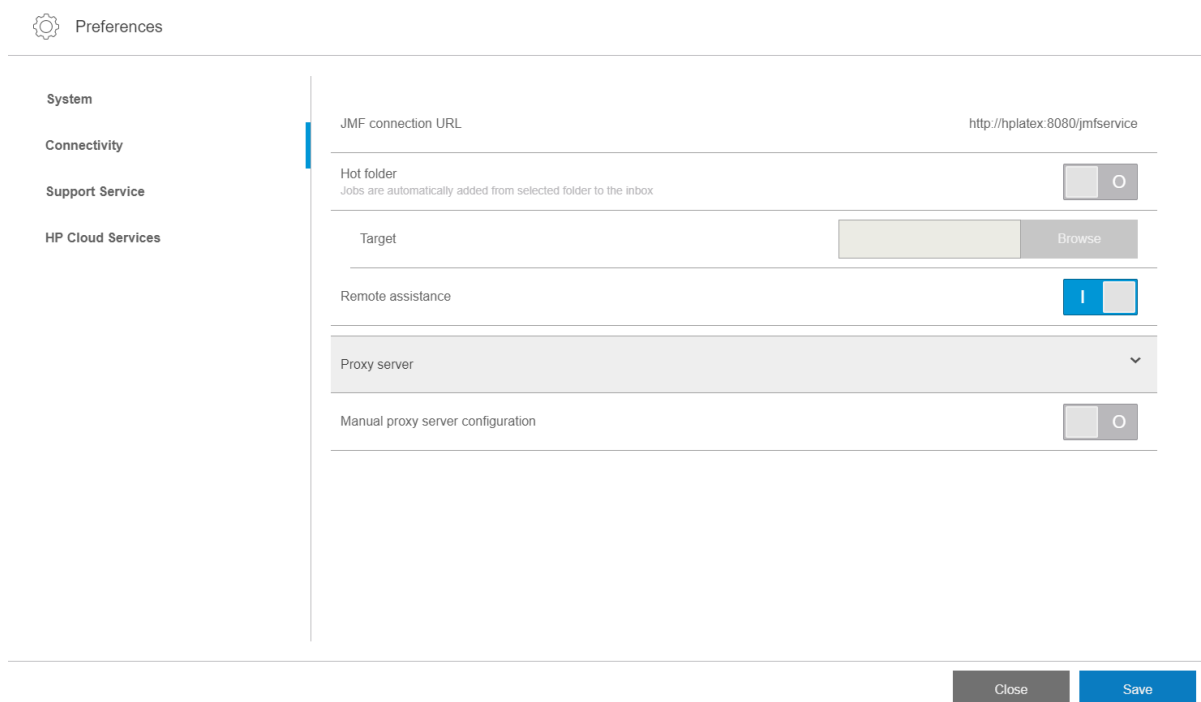 Preferences
System
Connectivity
Support Service
HP Cloud Services
JMF connection URL http://hplatex:8080/jmfservice
Hot folder
Jobs are automatically added from selected folder to the inbox
O
Target Browse
Remote assistance I
Proxy server
Manual proxy server configuration O
Close Save